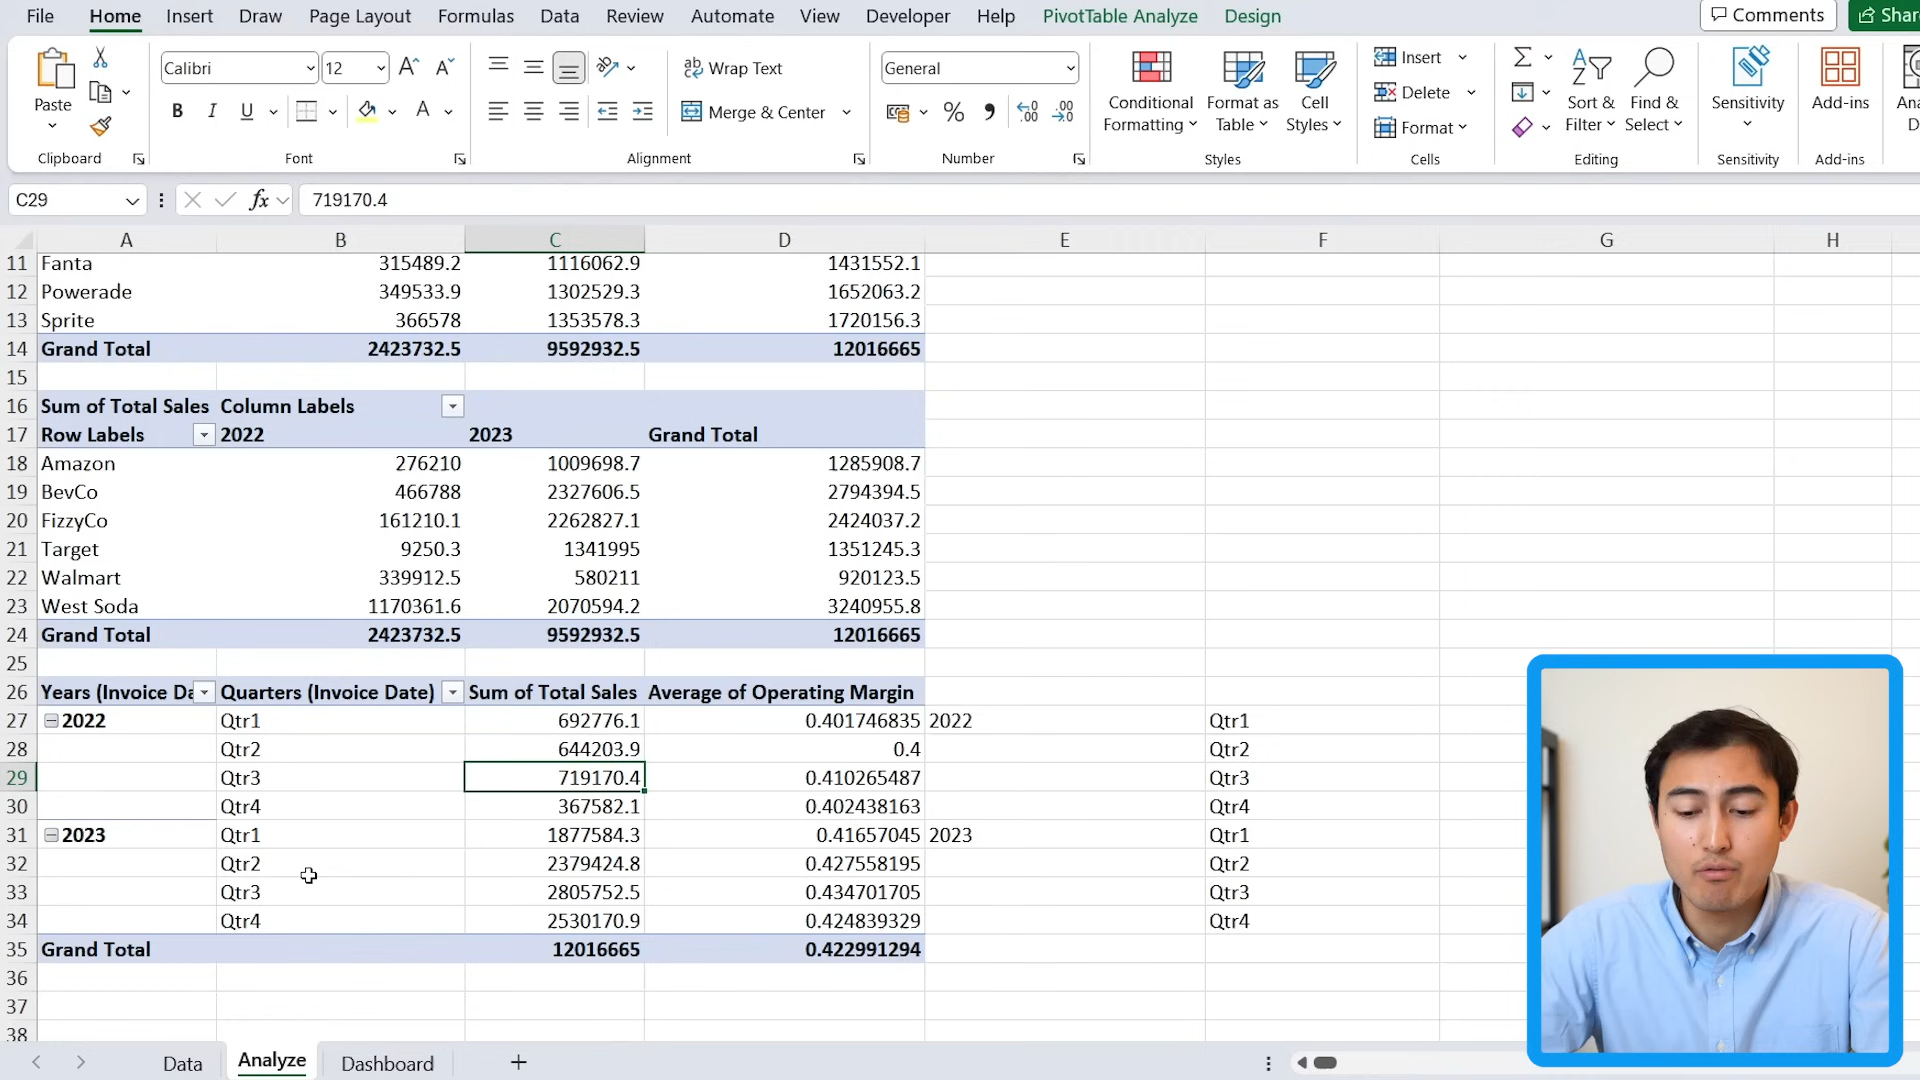 File Home Insert Draw Page Layout Formulas Data Review Automate View Developer Help PivotTable Analyze Design Comments
Calibri 12 Wrap Text General Insert
Paste B I U A Merge & Center % Conditional Formatting Format as Table Cell Styles Delete Sort & Filter Find & Select Sensitivity Add-ins
Format
Clipboard Font Alignment Number Styles Cells Editing Sensitivity Add-ins
C29 fx 719170.4
A B C D E F G H
11 Fanta 315489.2 1116062.9 1431552.1
12 Powerade 349533.9 1302529.3 1652063.2
13 Sprite 366578 1353578.3 1720156.3
14 Grand Total 2423732.5 9592932.5 12016665
15
16 Sum of Total Sales Column Labels
17 Row Labels 2022 2023 Grand Total
18 Amazon 276210 1009698.7 1285908.7
19 BevCo 466788 2327606.5 2794394.5
20 FizzyCo 161210.1 2262827.1 2424037.2
21 Target 9250.3 1341995 1351245.3
22 Walmart 339912.5 580211 920123.5
23 West Soda 1170361.6 2070594.2 3240955.8
24 Grand Total 2423732.5 9592932.5 12016665
25
26 Years (Invoice Da Quarters (Invoice Date) Sum of Total Sales Average of Operating Margin
27 2022 Qtr1 692776.1 0.401746835 2022 Qtr1
28 Qtr2 644203.9 0.4 Qtr2
29 Qtr3 719170.4 0.410265487 Qtr3
30 Qtr4 367582.1 0.402438163 Qtr4
31 2023 Qtr1 1877584.3 0.41657045 2023 Qtr1
32 Qtr2 2379424.8 0.427558195 Qtr2
33 Qtr3 2805752.5 0.434701705 Qtr3
34 Qtr4 2530170.9 0.424839329 Qtr4
35 Grand Total 12016665 0.422991294
36
37
38
Data Analyze Dashboard